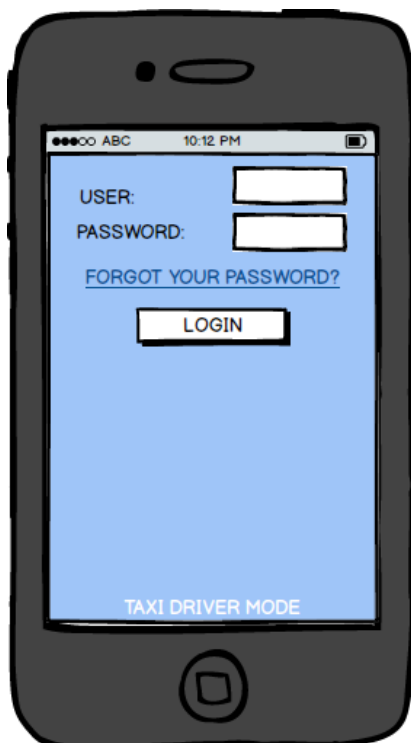 ABC 10:12 PM
USER:
PASSWORD:
FORGOT YOUR PASSWORD?
LOGIN
TAXI DRIVER MODE